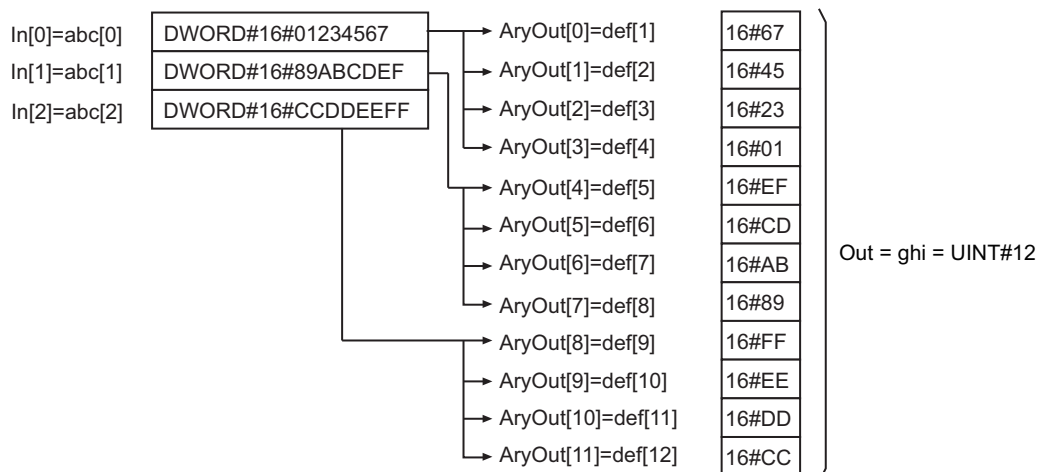 In[0]=abc[0] DWORD#16#01234567 AryOut[0]=def[1] 16#67
In[1]=abc[1] DWORD#16#89ABCDEF AryOut[1]=def[2] 16#45
In[2]=abc[2] DWORD#16#CCDDEEFF AryOut[2]=def[3] 16#23
AryOut[3]=def[4] 16#01
AryOut[4]=def[5] 16#EF
AryOut[5]=def[6] 16#CD
AryOut[6]=def[7] 16#AB
Out = ghi = UINT#12
AryOut[7]=def[8] 16#89
AryOut[8]=def[9] 16#FF
AryOut[9]=def[10] 16#EE
AryOut[10]=def[11] 16#DD
AryOut[11]=def[12] 16#CC